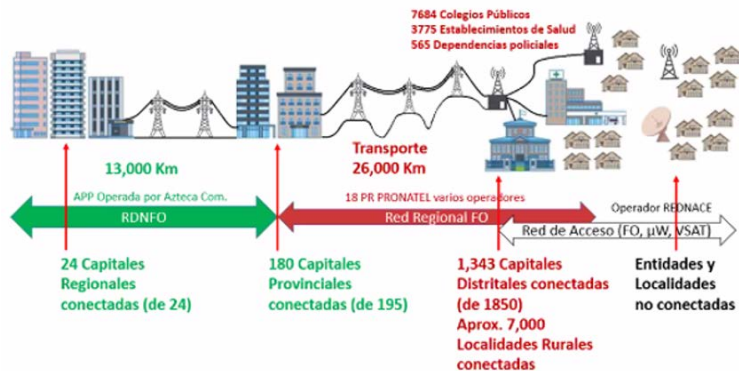 7684 Colegios Públicos
3775 Establecimientos de Salud
565 Dependencias policiales
13,000 Km
Transporte
26,000 Km
APP Operada por Azteca Com.
18 PR PRONATEL varios operadores
Operador REDNACE
RDNFO
Red Regional FO
Red de Acceso (FO, µW, VSAT)
24 Capitales
Regionales
conectadas (de 24)
180 Capitales
Provinciales
conectadas (de 195)
1,343 Capitales
Distritales conectadas
(de 1850)
Aprox. 7,000
Localidades Rurales
conectadas
Entidades y
Localidades
no conectadas